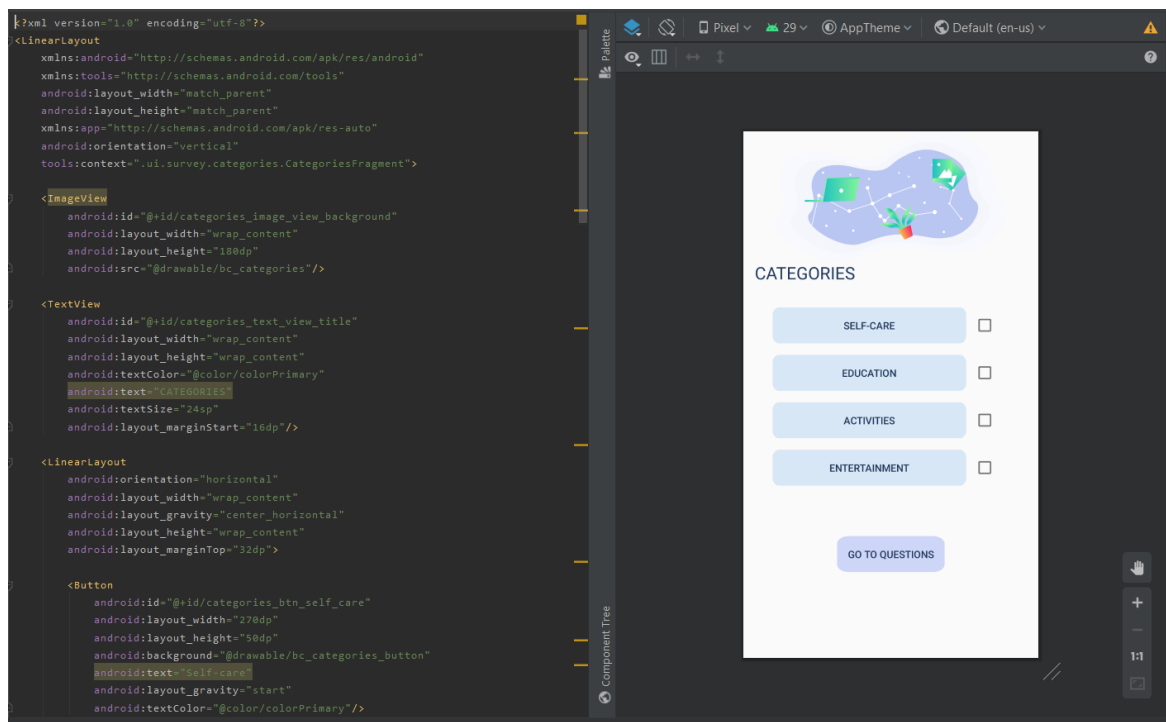 <?xml version="1.0" encoding="utf-8"?>
<LinearLayout
xmlns:android="http://schemas.android.com/apk/res/android"
xmlns:tools="http://schemas.android.com/tools"
android:layout_width="match_parent"
android:layout_height="match_parent"
xmlns:app="http://schemas.android.com/apk/res-auto"
android:orientation="vertical"
tools:context=".ui.survey.categories.CategoriesFragment">
<ImageView
android:id="@+id/categories_image_view_background"
android:layout_width="wrap_content"
android:layout_height="180dp"
android:src="@drawable/bc_categories"/>
<TextView
android:id="@+id/categories_text_view_title"
android:layout_width="wrap_content"
android:layout_height="wrap_content"
android:textColor="@color/colorPrimary"
android:text="CATEGORIES"
android:textSize="24sp"
android:layout_marginStart="16dp"/>
<LinearLayout
android:orientation="horizontal"
android:layout_width="wrap_content"
android:layout_gravity="center_horizontal"
android:layout_height="wrap_content"
android:layout_marginTop="32dp">
<Button
android:id="@+id/categories_btn_self_care"
android:layout_width="270dp"
android:layout_height="50dp"
android:background="@drawable/bc_categories_button"
android:text="Self-care"
android:layout_gravity="start"
android:textColor="@color/colorPrimary"/>
Palette
Component Tree
Pixel 29 AppTheme Default (en-us)
CATEGORIES
SELF-CARE
EDUCATION
ACTIVITIES
ENTERTAINMENT
GO TO QUESTIONS
1:1